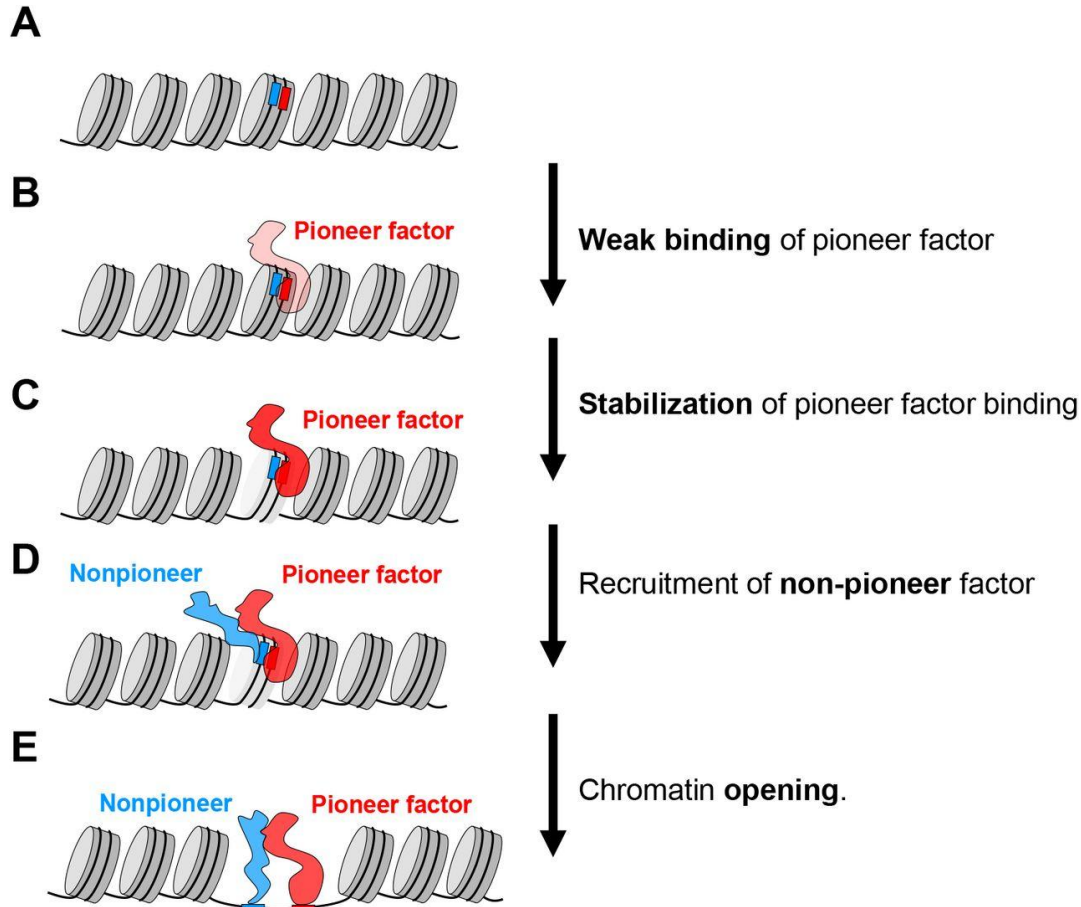 A
B
Pioneer factor
Weak binding of pioneer factor
C
Pioneer factor
Stabilization of pioneer factor binding
D
Nonpioneer
Pioneer factor
Recruitment of non-pioneer factor
E
Nonpioneer
Pioneer factor
Chromatin opening.